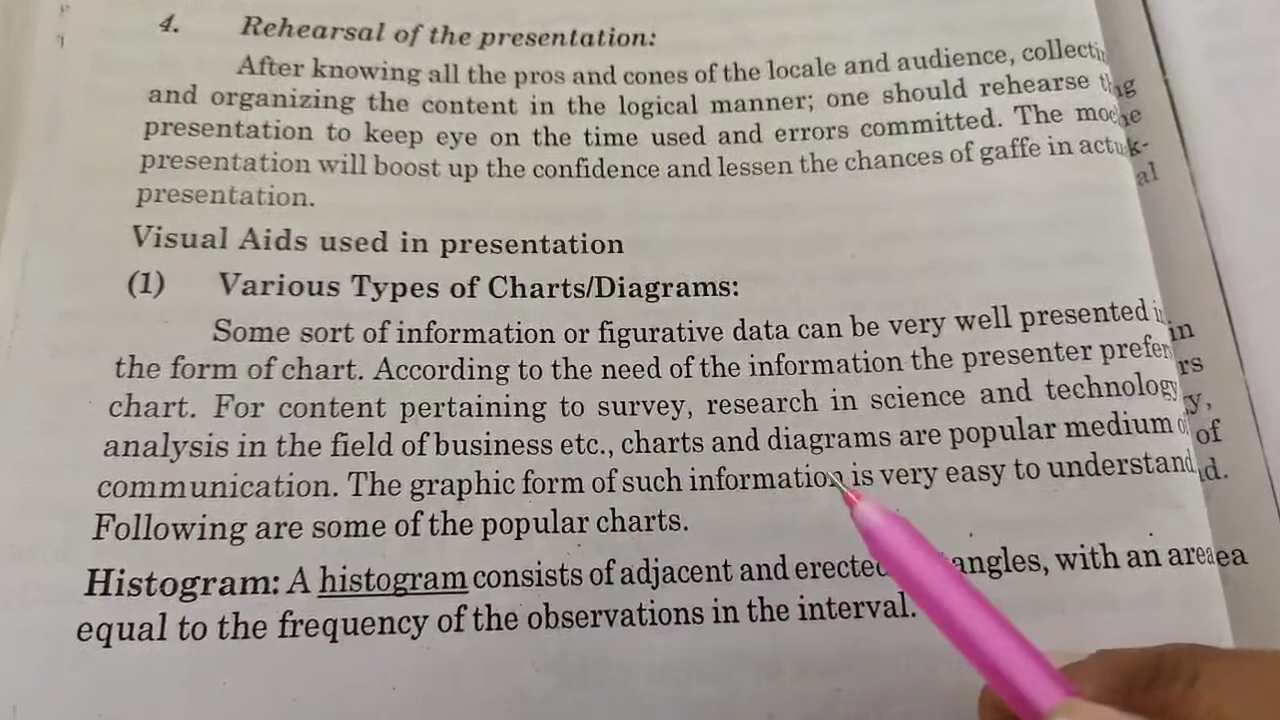 4. Rehearsal of the presentation:
After knowing all the pros and cones of the locale and audience, collecting
and organizing the content in the logical manner; one should rehearse the
presentation to keep eye on the time used and errors committed. The mock-
presentation will boost up the confidence and lessen the chances of gaffe in actual
presentation.
Visual Aids used in presentation
(1) Various Types of Charts/Diagrams:
Some sort of information or figurative data can be very well presented in
the form of chart. According to the need of the information the presenter prefers
chart. For content pertaining to survey, research in science and technology,
analysis in the field of business etc., charts and diagrams are popular medium of
communication. The graphic form of such information is very easy to understand.
Following are some of the popular charts.
Histogram: A histogram consists of adjacent and erected rectangles, with an area
equal to the frequency of the observations in the interval.